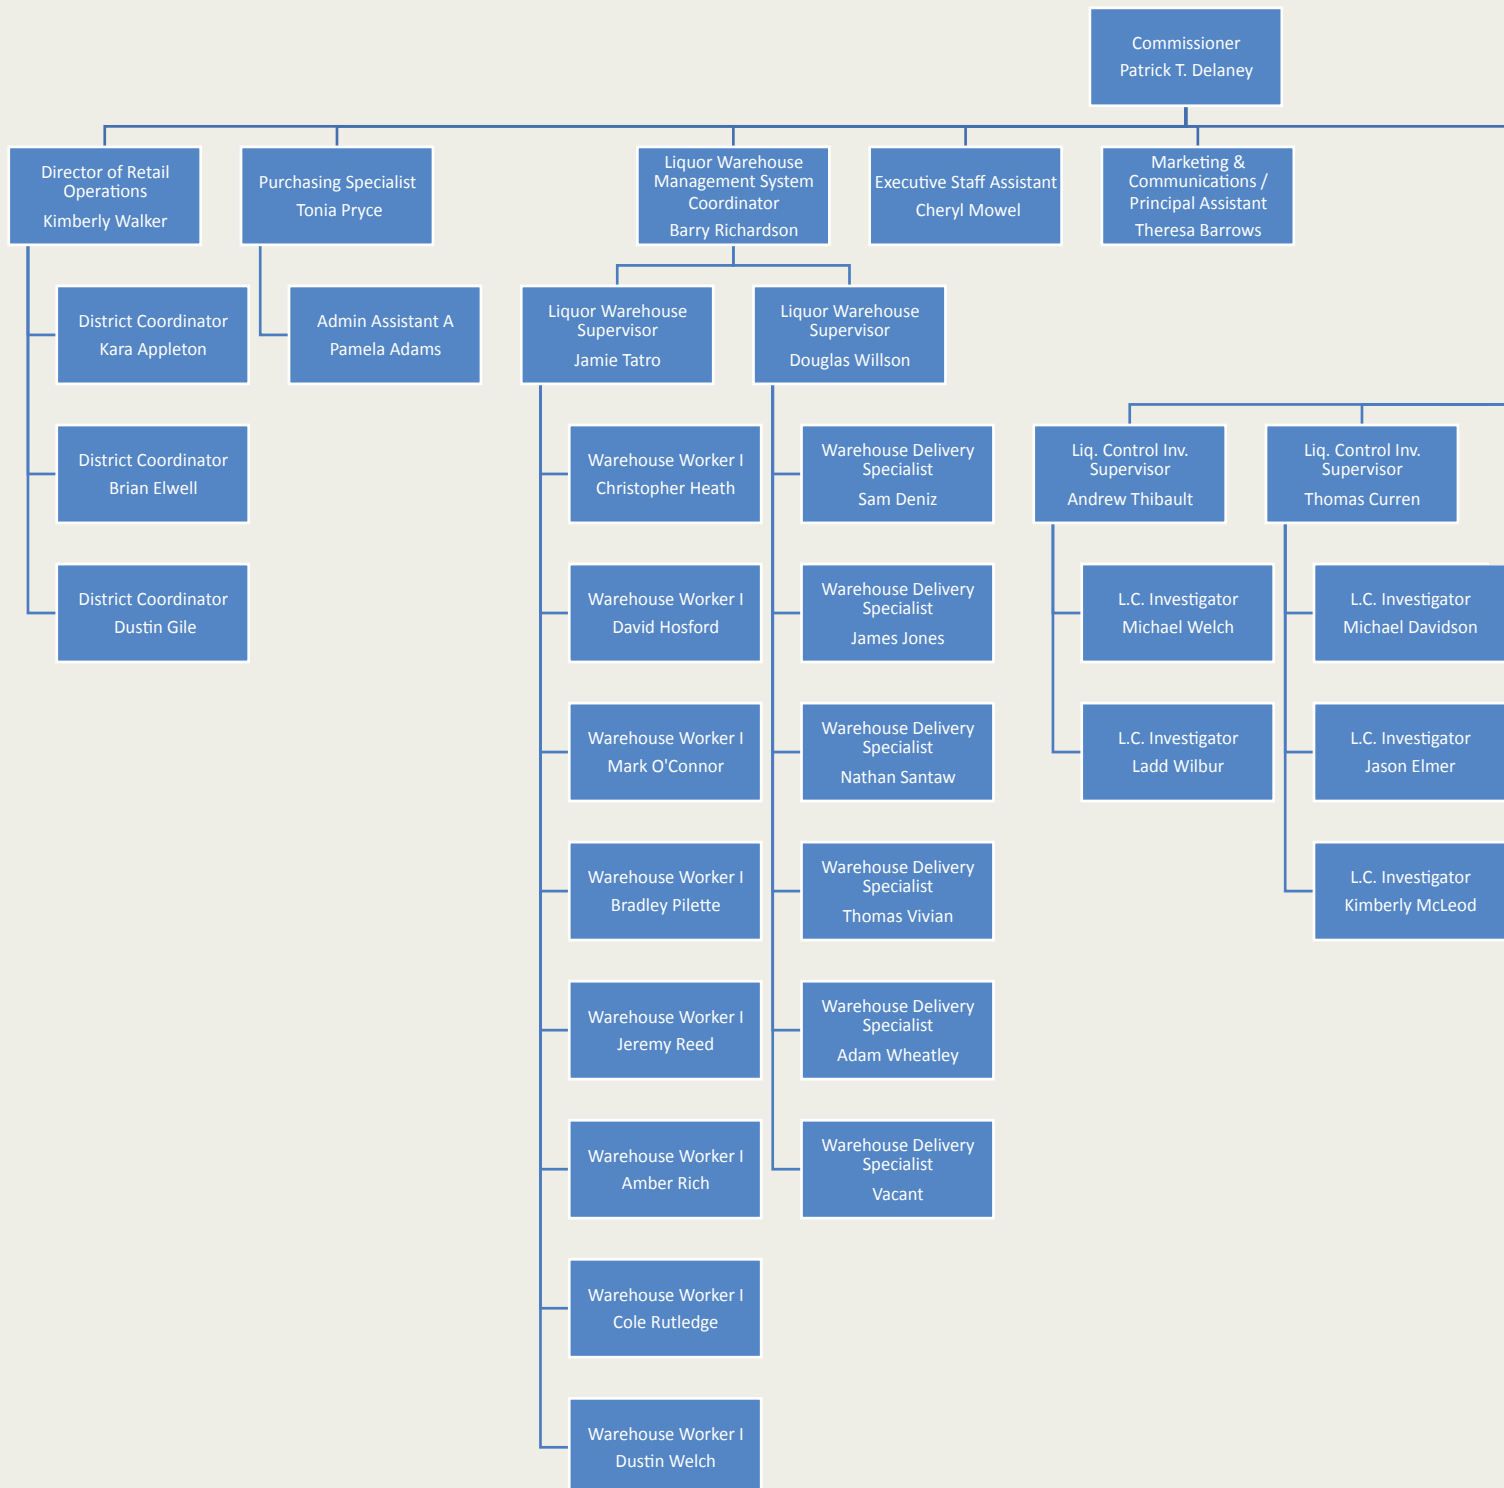 Commissioner
Patrick T. Delaney
Director of Retail
Operations
Kimberly Walker
Purchasing Specialist
Tonia Pryce
Liquor Warehouse
Management System
Coordinator
Barry Richardson
Executive Staff Assistant
Cheryl Mowel
Marketing &
Communications /
Principal Assistant
Theresa Barrows
District Coordinator
Kara Appleton
District Coordinator
Brian Elwell
District Coordinator
Dustin Gile
Admin Assistant A
Pamela Adams
Liquor Warehouse
Supervisor
Jamie Tatro
Warehouse Worker I
Christopher Heath
Warehouse Worker I
David Hosford
Warehouse Worker I
Mark O'Connor
Warehouse Worker I
Bradley Pilette
Warehouse Worker I
Jeremy Reed
Warehouse Worker I
Amber Rich
Warehouse Worker I
Cole Rutledge
Warehouse Worker I
Dustin Welch
Liquor Warehouse
Supervisor
Douglas Willson
Warehouse Delivery
Specialist
Sam Deniz
Warehouse Delivery
Specialist
James Jones
Warehouse Delivery
Specialist
Nathan Santaw
Warehouse Delivery
Specialist
Thomas Vivian
Warehouse Delivery
Specialist
Adam Wheatley
Warehouse Delivery
Specialist
Vacant
Liq. Control Inv.
Supervisor
Andrew Thibault
L.C. Investigator
Michael Welch
L.C. Investigator
Ladd Wilbur
Liq. Control Inv.
Supervisor
Thomas Curren
L.C. Investigator
Michael Davidson
L.C. Investigator
Jason Elmer
L.C. Investigator
Kimberly McLeod